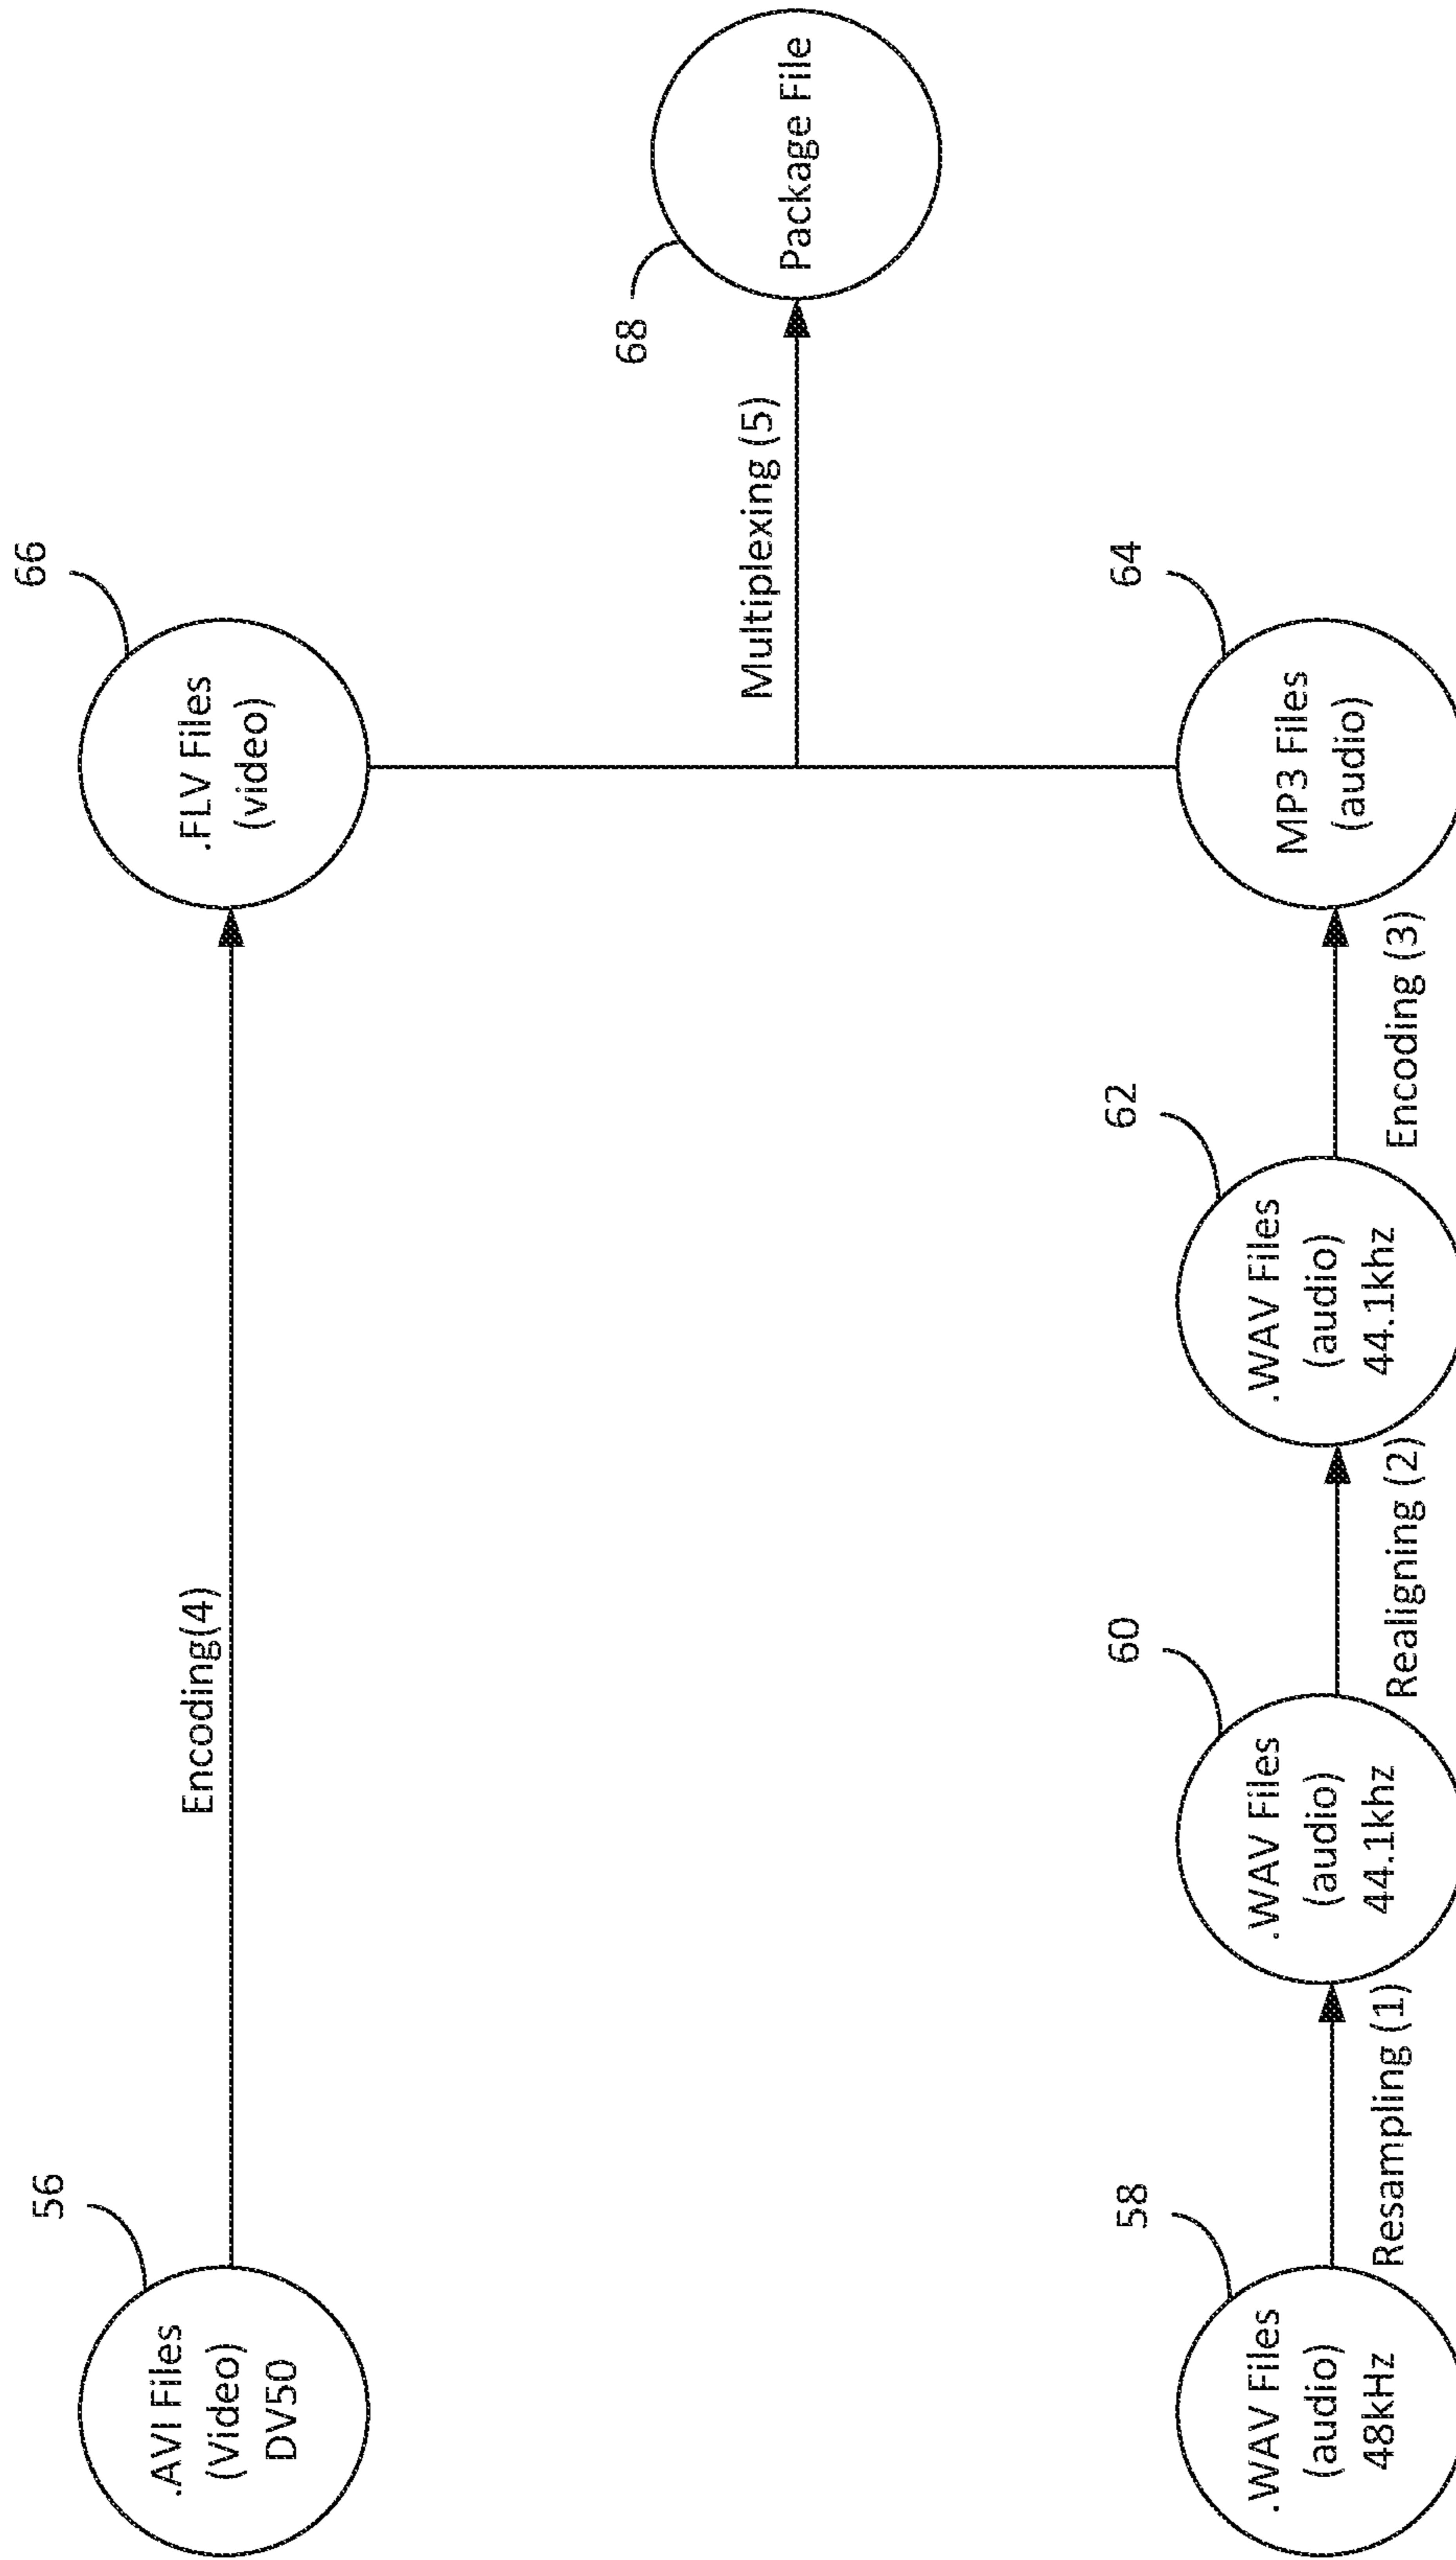 56
.AVI Files
(Video)
DV50
Encoding(4)
66
.FLV Files
(video)
58
.WAV Files
(audio)
48kHz
Resampling (1)
60
.WAV Files
(audio)
44.1khz
Realigning (2)
62
.WAV Files
(audio)
44.1khz
Encoding (3)
64
MP3 Files
(audio)
Multiplexing (5)
68
Package File